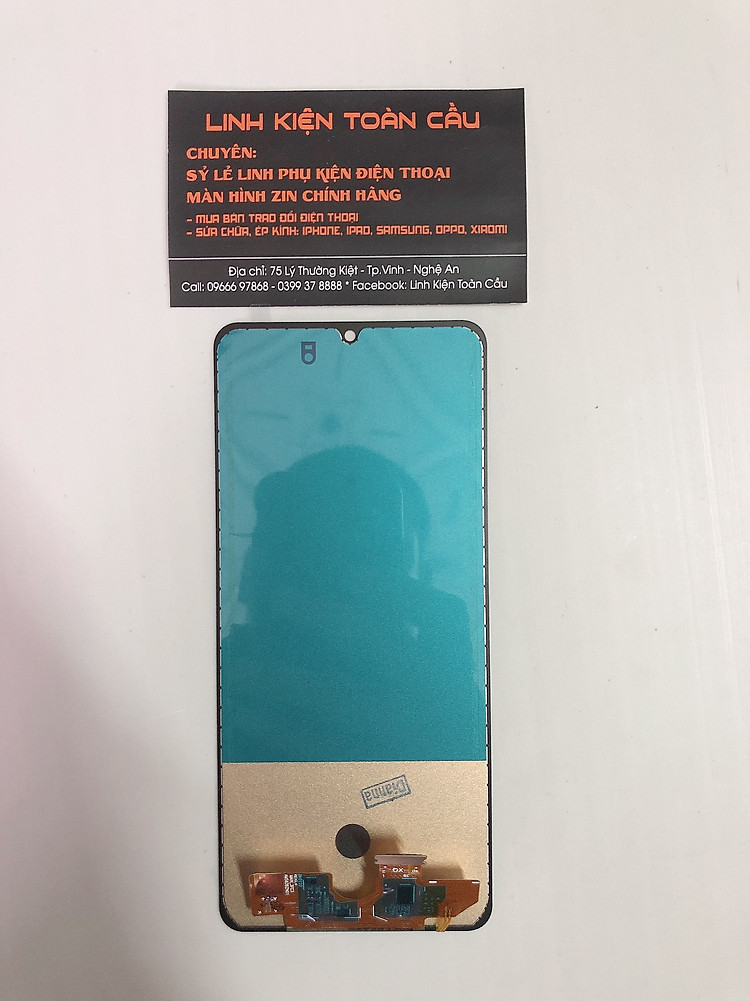 LINH KIỆN TOÀN CẦU
CHUYÊN:
SỶ LẺ LINH PHỤ KIỆN ĐIỆN THOẠI
MÀN HÌNH ZIN CHÍNH HÃNG
- MUA BÁN TRAO ĐỔI ĐIỆN THOẠI
- SỬA CHỮA, ÉP KÍNH: IPHONE, IPAD, SAMSUNG, OPPO, XIAOMI
Địa chỉ: 75 Lý Thường Kiệt - Tp.Vinh - Nghệ An
Call: 09666 97868 - 0399 37 8888 * Facebook: Linh Kiện Toàn Cầu
Dianna
OX